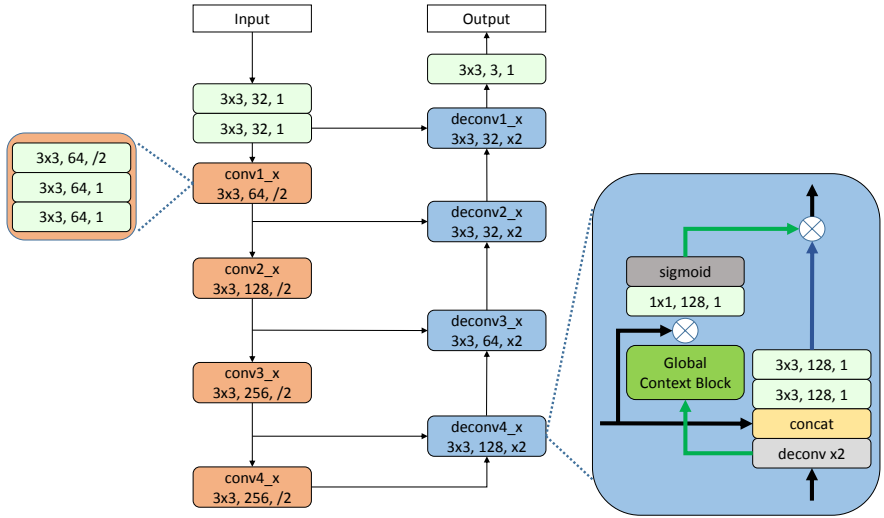 Input
Output
3x3, 3, 1
3x3, 32, 1
3x3, 32, 1
deconv1_x
3x3, 32, x2
3x3, 64, /2
3x3, 64, 1
3x3, 64, 1
conv1_x
3x3, 64, /2
deconv2_x
3x3, 32, x2
conv2_x
3x3, 128, /2
deconv3_x
3x3, 64, x2
conv3_x
3x3, 256, /2
deconv4_x
3x3, 128, x2
conv4_x
3x3, 256, /2
sigmoid
1x1, 128, 1
Global
Context Block
3x3, 128, 1
3x3, 128, 1
concat
deconv x2